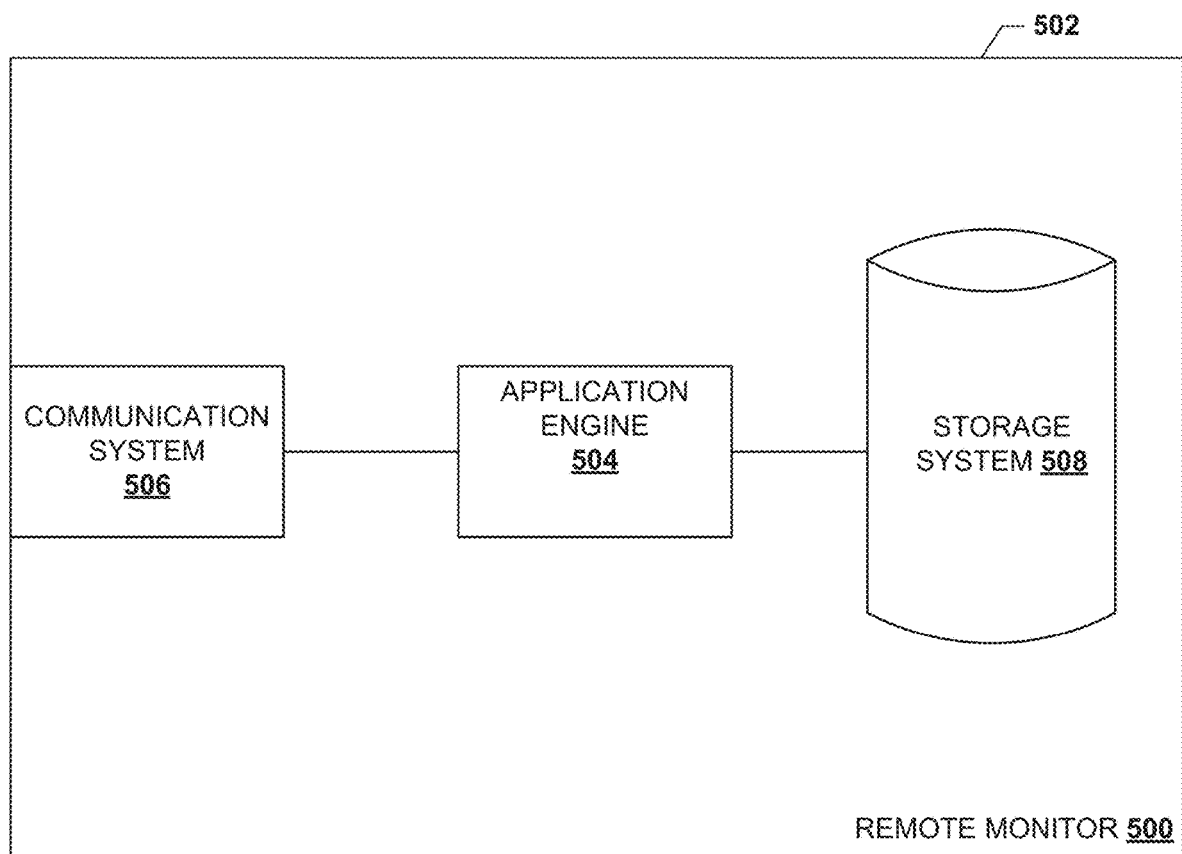 502
COMMUNICATION
SYSTEM
506
APPLICATION
ENGINE
504
STORAGE
SYSTEM 508
REMOTE MONITOR 500